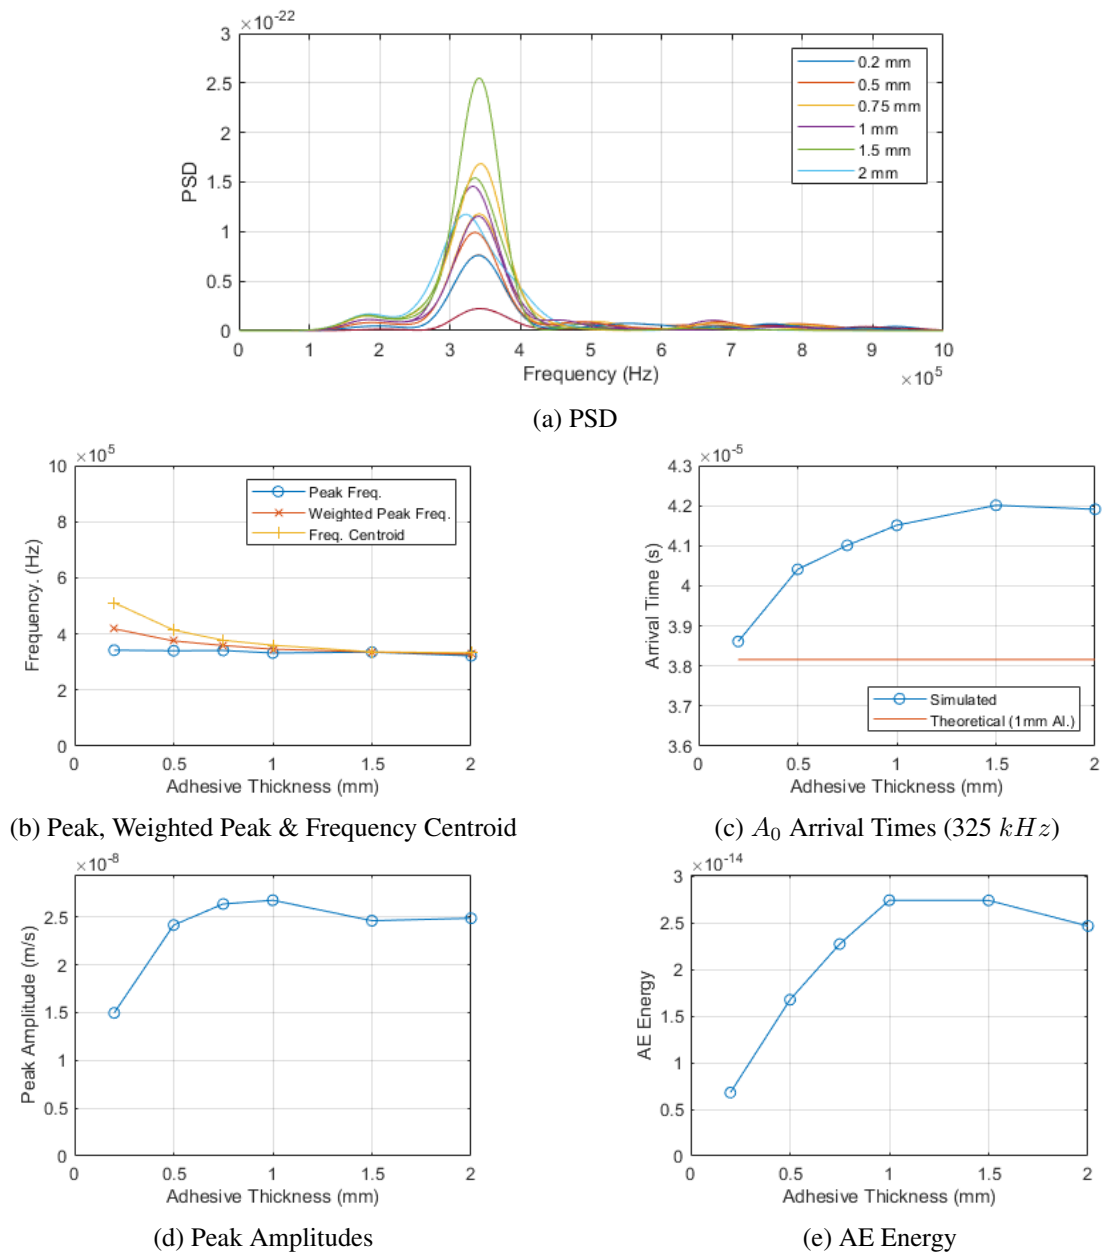 ×10⁻²²
3
2.5
2
1.5
1
0.5
0
PSD
0.2 mm
0.5 mm
0.75 mm
1 mm
1.5 mm
2 mm
0 1 2 3 4 5 6 7 8 9 10
Frequency (Hz)
×10⁵
(a) PSD
×10⁵
10
8
6
4
2
0
Frequency. (Hz)
Peak Freq.
Weighted Peak Freq.
Freq. Centroid
0 0.5 1 1.5 2
Adhesive Thickness (mm)
(b) Peak, Weighted Peak & Frequency Centroid
×10⁻⁵
4.3
4.2
4.1
4
3.9
3.8
3.7
3.6
Arrival Time (s)
Simulated
Theoretical (1mm Al.)
0 0.5 1 1.5 2
Adhesive Thickness (mm)
(c) A₀ Arrival Times (325 kHz)
×10⁻⁸
2.5
2
1.5
1
0.5
0
Peak Amplitude (m/s)
0 0.5 1 1.5 2
Adhesive Thickness (mm)
(d) Peak Amplitudes
×10⁻¹⁴
3
2.5
2
1.5
1
0.5
0
AE Energy
0 0.5 1 1.5 2
Adhesive Thickness (mm)
(e) AE Energy